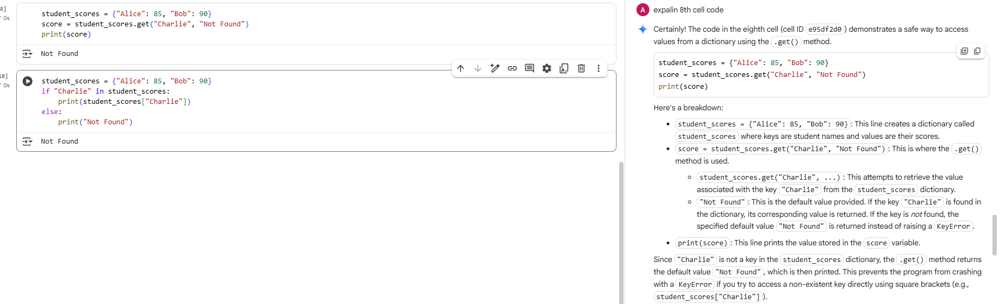 8]
0s
student_scores = {"Alice": 85, "Bob": 90}
score = student_scores.get("Charlie", "Not Found")
print(score)
Not Found
10]
0s
student_scores = {"Alice": 85, "Bob": 90}
if "Charlie" in student_scores:
    print(student_scores["Charlie"])
else:
    print("Not Found")
Not Found
A
expalin 8th cell code
Certainly! The code in the eighth cell (cell ID e95df2d0) demonstrates a safe way to access
values from a dictionary using the .get() method.
student_scores = {"Alice": 85, "Bob": 90}
score = student_scores.get("Charlie", "Not Found")
print(score)
Here's a breakdown:
• student_scores = {"Alice": 85, "Bob": 90}: This line creates a dictionary called
student_scores where keys are student names and values are their scores.
• score = student_scores.get("Charlie", "Not Found"): This is where the .get()
method is used.
◦ student_scores.get("Charlie", ...): This attempts to retrieve the value
associated with the key "Charlie" from the student_scores dictionary.
◦ "Not Found": This is the default value provided. If the key "Charlie" is found in
the dictionary, its corresponding value is returned. If the key is not found, the
specified default value "Not Found" is returned instead of raising a KeyError.
• print(score): This line prints the value stored in the score variable.
Since "Charlie" is not a key in the student_scores dictionary, the .get() method returns
the default value "Not Found", which is then printed. This prevents the program from crashing
with a KeyError if you try to access a non-existent key directly using square brackets (e.g.,
student_scores["Charlie"]).